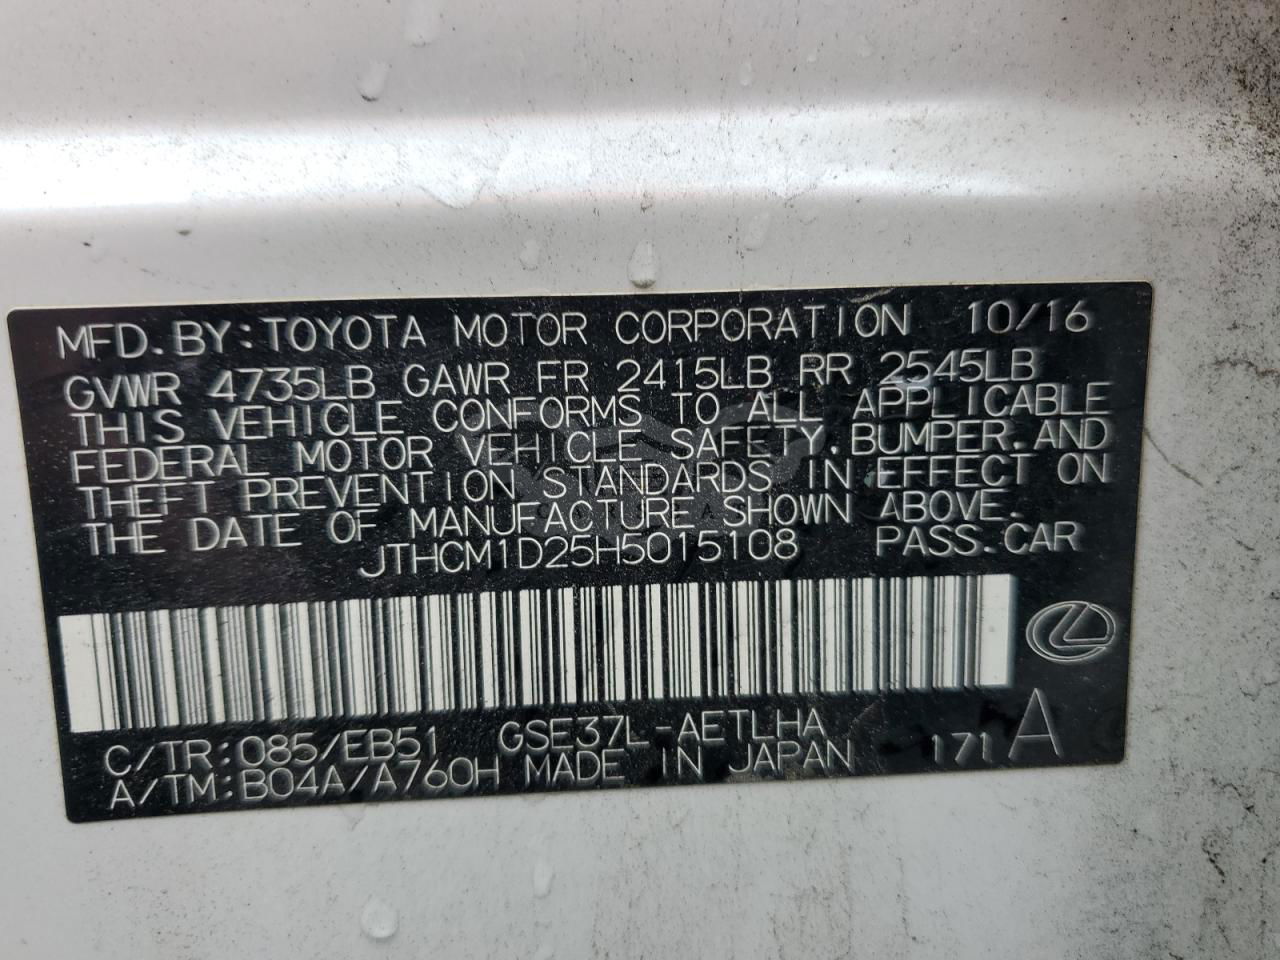 MFD. BY: TOYOTA MOTOR CORPORATION 10/16
GVWR 4735LB GAWR FR 2415LB RR 2545LB
THIS VEHICLE CONFORMS TO ALL APPLICABLE
FEDERAL MOTOR VEHICLE SAFETY, BUMPER, AND
THEFT PREVENTION STANDARDS IN EFFECT ON
THE DATE OF MANUFACTURE SHOWN ABOVE.
JTHCM1D25H5015108 PASS. CAR
C/TR: 085/EB51 GSE37L-AETLHA
A/TM: B04A/A760H MADE IN JAPAN 171 A